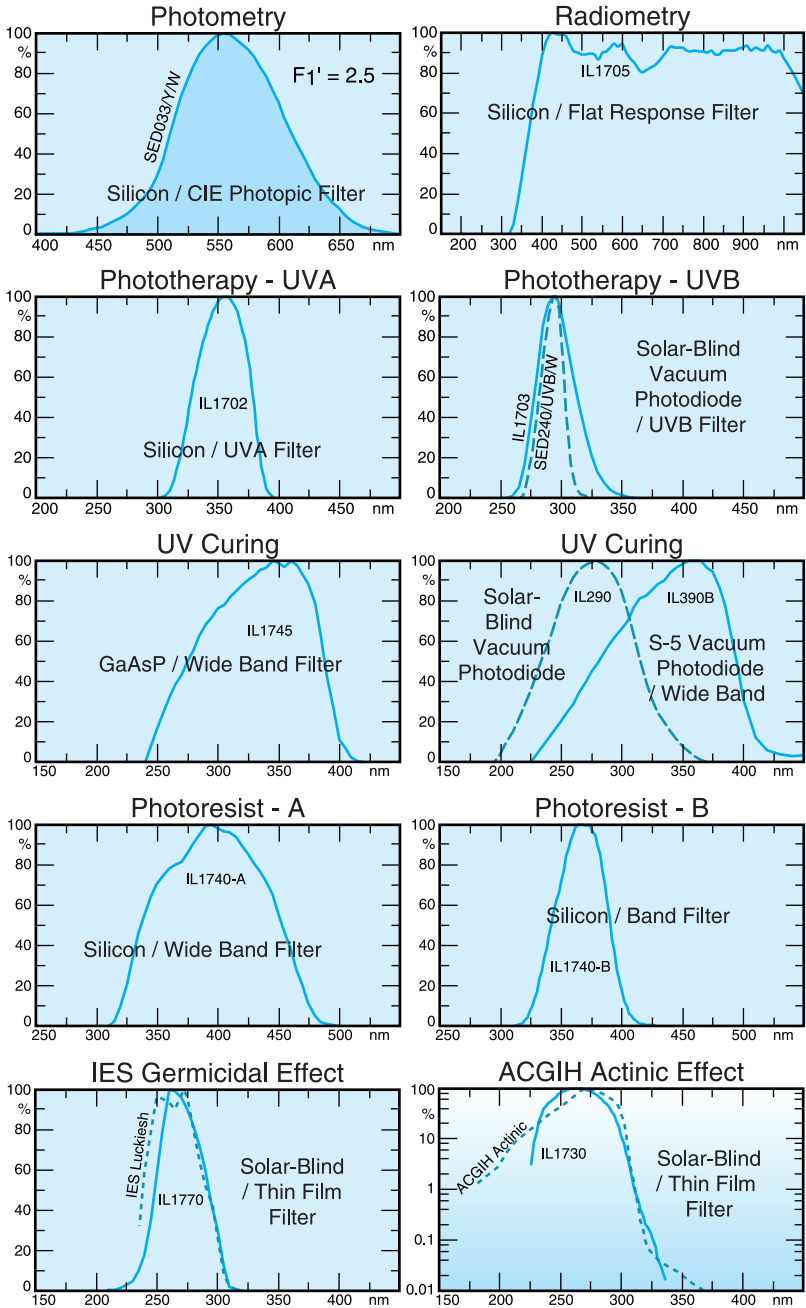 Photometry
100
%
80
60
40
20
0
F1' = 2.5
SED033/Y/W
Silicon / CIE Photopic Filter
400 450 500 550 600 650 nm
Radiometry
100
%
80
60
40
20
0
IL1705
Silicon / Flat Response Filter
200 300 400 500 600 700 800 900 nm
Phototherapy - UVA
100
%
80
60
40
20
0
IL1702
Silicon / UVA Filter
200 250 300 350 400 450 nm
Phototherapy - UVB
100
%
80
60
40
20
0
IL1703
SED240/UVB/W
Solar-Blind
Vacuum
Photodiode
/ UVB Filter
200 250 300 350 400 450 nm
UV Curing
100
%
80
60
40
20
0
IL1745
GaAsP / Wide Band Filter
150 200 250 300 350 400 nm
UV Curing
100
%
80
60
40
20
0
Solar-
Blind
Vacuum
Photodiode
IL290
IL390B
S-5 Vacuum
Photodiode
/ Wide Band
150 200 250 300 350 400 nm
Photoresist - A
100
%
80
60
40
20
0
IL1740-A
Silicon / Wide Band Filter
250 300 350 400 450 500 nm
Photoresist - B
100
%
80
60
40
20
0
Silicon / Band Filter
IL1740-B
250 300 350 400 450 500 nm
IES Germicidal Effect
100
%
80
60
40
20
0
IES Luckiesh
IL1770
Solar-Blind
/ Thin Film
Filter
150 200 250 300 350 400 nm
ACGIH Actinic Effect
100
%
10
1
0.1
0.01
ACGIH Actinic
IL1730
Solar-Blind
/ Thin Film
Filter
150 200 250 300 350 400 nm